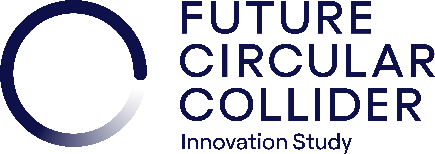 FUTURE
CIRCULAR
COLLIDER
Innovation Study